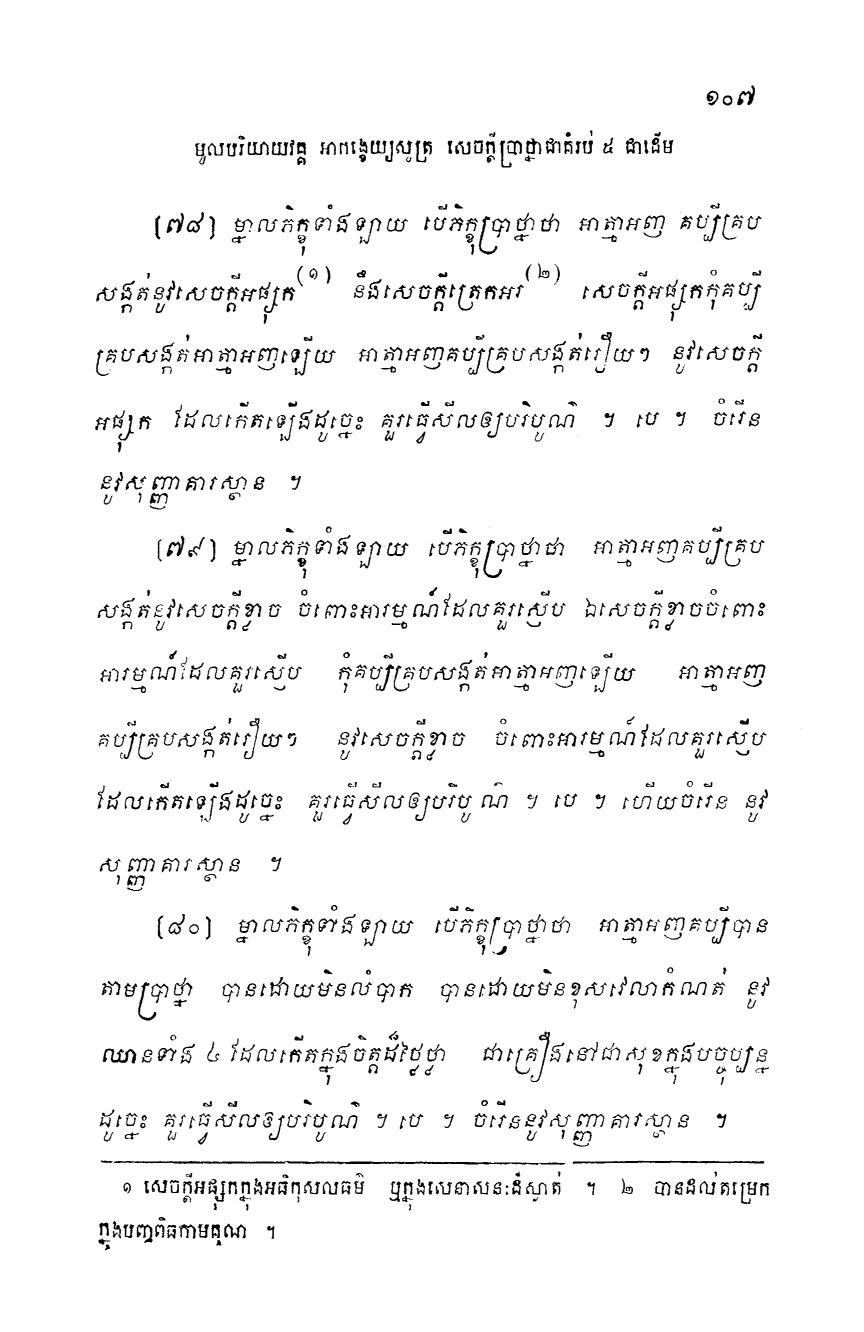 ១០៧
មូលបរិយាយវគ្គ អាកង្ខេយ្យសូត្រ សេចក្តីប្រាថ្នាជាគំរប់ ៥ ជាដើម
[៧៨] ម្នាលភិក្ខុទាំងឡាយ បើភិក្ខុប្រាថ្នាថា អាត្មាអញ គប្បីគ្រប
សង្កត់នូវសេចក្តីអផ្សុក(១) នឹងសេចក្តីត្រេកអរ(២) សេចក្តីអផ្សុកកុំគប្បី
គ្របសង្កត់អាត្មាអញឡើយ អាត្មាអញគប្បីគ្របសង្កត់រឿយៗ នូវសេចក្តី
អផ្សុក ដែលកើតឡើងដូច្នេះ គួរធ្វើសីលឲ្យបរិបូណ៌ ។ បេ ។ ចំរើន
នូវសុញ្ញាគារស្ថាន ។
[៧៩] ម្នាលភិក្ខុទាំងឡាយ បើភិក្ខុប្រាថ្នាថា អាត្មាអញគប្បីគ្រប
សង្កត់នូវសេចក្តីខ្លាច ចំពោះអារម្មណ៍ដែលគួរស្ញើប ឯសេចក្តីខ្លាចចំពោះ
អារម្មណ៍ដែលគួរស្ញើប កុំគប្បីគ្របសង្កត់អាត្មាអញឡើយ អាត្មាអញ
គប្បីគ្របសង្កត់រឿយៗ នូវសេចក្តីខ្លាច ចំពោះអារម្មណ៍ដែលគួរស្ញើប
ដែលកើតឡើងដូច្នេះ គួរធ្វើសីលឲ្យបរិបូណ៌ ។ បេ ។ ហើយចំរើន នូវ
សុញ្ញាគារស្ថាន ។
[៨០] ម្នាលភិក្ខុទាំងឡាយ បើភិក្ខុប្រាថ្នាថា អាត្មាអញគប្បីបាន
តាមប្រាថ្នា បានដោយមិនលំបាក បានដោយមិនខុសវេលាកំណត់ នូវ
ឈានទាំង ៤ ដែលកើតក្នុងចិត្តដ៏ថ្លៃថ្លា ជាគ្រឿងនៅជាសុខក្នុងបច្ចុប្បន្ន
ដូច្នេះ គួរធ្វើសីលឲ្យបរិបូណ៌ ។ បេ ។ ចំរើននូវសុញ្ញាគារស្ថាន ។
១ សេចក្តីអផ្សុកក្នុងអធិកុសលធម៌ ឬក្នុងសេនាសនៈដ៏ស្ងាត់ ។ ២ បានដល់តម្រេក
ក្នុងបញ្ចពិធកាមគុណ ។